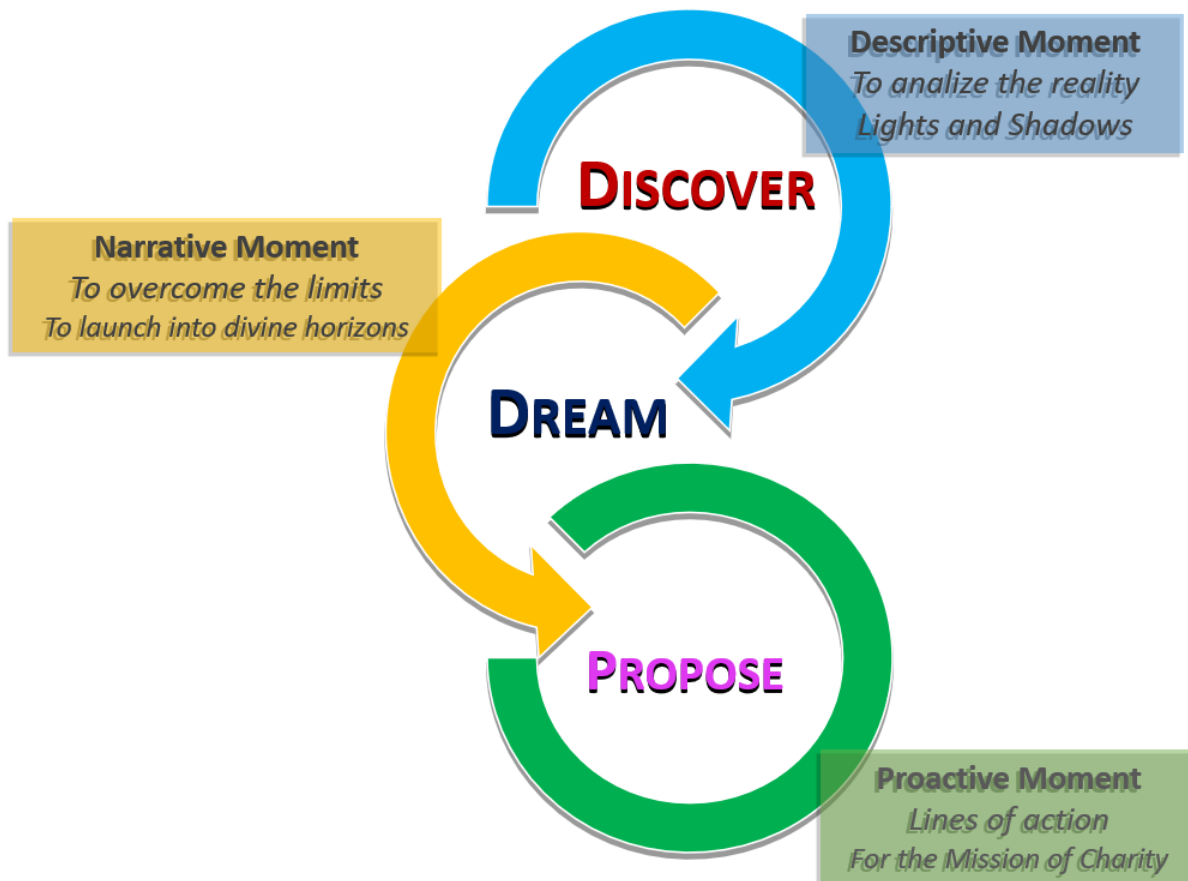 Descriptive Moment
To analize the reality
Lights and Shadows
DISCOVER
Narrative Moment
To overcome the limits
To launch into divine horizons
DREAM
PROPOSE
Proactive Moment
Lines of action
For the Mission of Charity